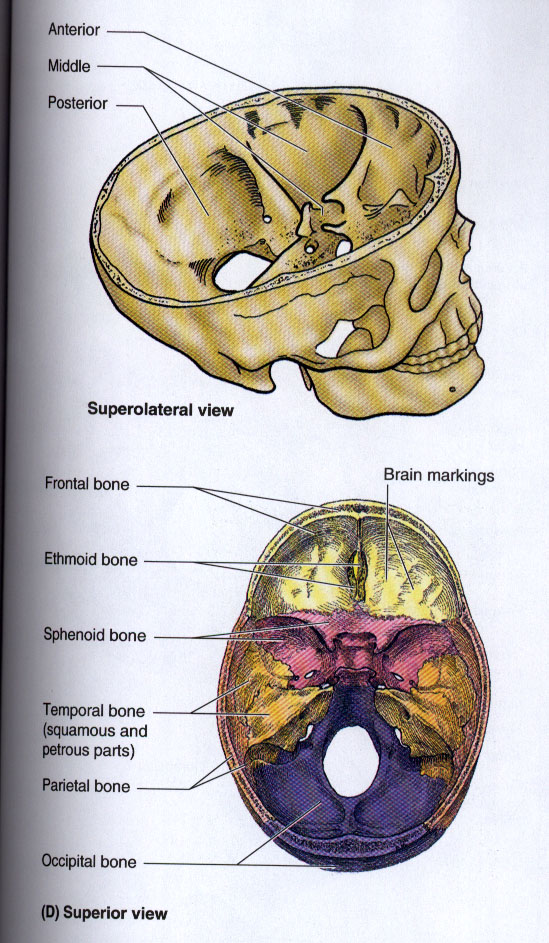 Anterior
Middle
Posterior
Superolateral view
Frontal bone
Brain markings
Ethmoid bone
Sphenoid bone
Temporal bone
(squamous and
petrous parts)
Parietal bone
Occipital bone
(D) Superior view